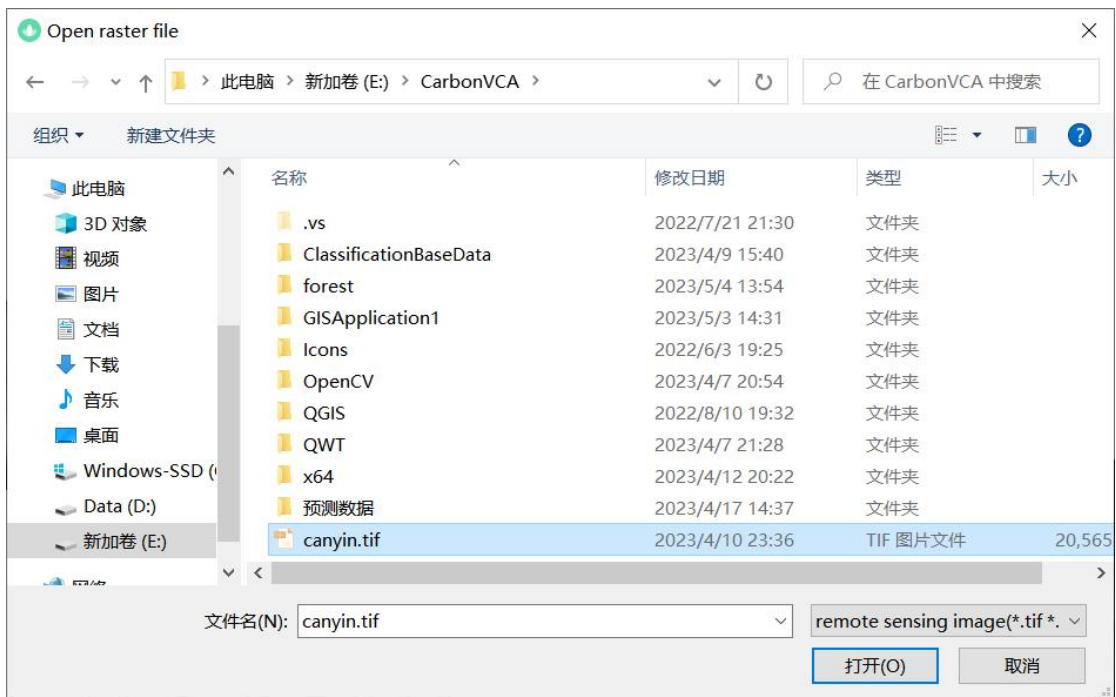 Open raster file
此电脑 新加卷 (E:) CarbonVCA
在 CarbonVCA 中搜索
组织 新建文件夹
名称 修改日期 类型 大小
此电脑
3D 对象
视频
图片
文档
下载
音乐
桌面
Windows-SSD (
Data (D:)
新加卷 (E:)
.vs 2022/7/21 21:30 文件夹
ClassificationBaseData 2023/4/9 15:40 文件夹
forest 2023/5/4 13:54 文件夹
GISApplication1 2023/5/3 14:31 文件夹
Icons 2022/6/3 19:25 文件夹
OpenCV 2023/4/7 20:54 文件夹
QGIS 2022/8/10 19:32 文件夹
QWT 2023/4/7 21:28 文件夹
x64 2023/4/12 20:22 文件夹
预测数据 2023/4/17 14:37 文件夹
canyin.tif 2023/4/10 23:36 TIF 图片文件 20,565
文件名(N): canyin.tif remote sensing image(*.tif *.
打开(O) 取消